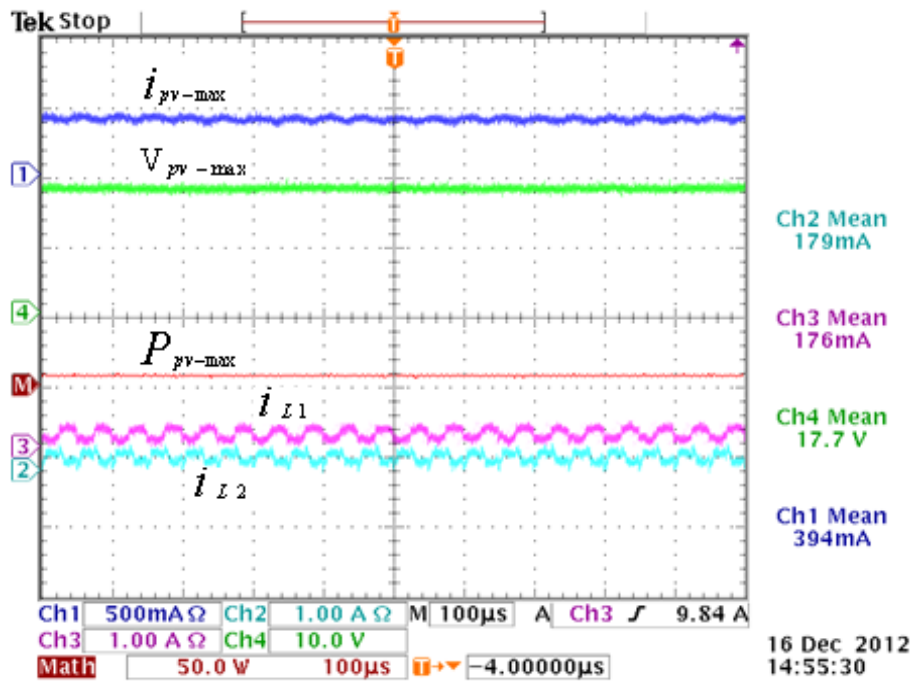 Tek Stop
T
T
i pv-max
1
V pv-max
Ch2 Mean
179mA
4
Ch3 Mean
176mA
P pv-max
M
i L1
Ch4 Mean
17.7 V
3
2
i L2
Ch1 Mean
394mA
Ch1 500mA Ω Ch2 1.00 A Ω M 100µs A Ch3 9.84 A
Ch3 1.00 A Ω Ch4 10.0 V
16 Dec 2012
Math 50.0 W 100µs T -4.00000µs
14:55:30